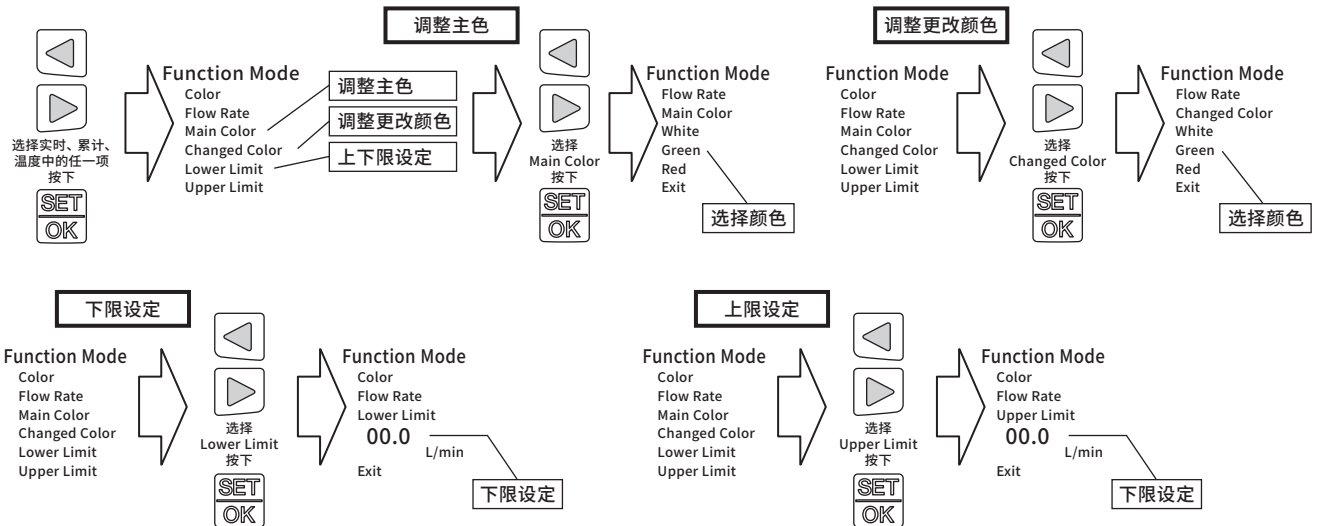 调整主色
选择实时、累计、
温度中的任一项
按下
SET
OK
Function Mode
Color
Flow Rate
Main Color
Changed Color
Lower Limit
Upper Limit
调整主色
调整更改颜色
上下限设定
选择
Main Color
按下
SET
OK
Function Mode
Flow Rate
Main Color
White
Green
Red
Exit
选择颜色
调整更改颜色
Function Mode
Color
Flow Rate
Main Color
Changed Color
Lower Limit
Upper Limit
选择
Changed Color
按下
SET
OK
Function Mode
Flow Rate
Changed Color
White
Green
Red
Exit
选择颜色
下限设定
Function Mode
Color
Flow Rate
Main Color
Changed Color
Lower Limit
Upper Limit
选择
Lower Limit
按下
SET
OK
Function Mode
Color
Flow Rate
Lower Limit
00.0
L/min
Exit
下限设定
上限设定
Function Mode
Color
Flow Rate
Main Color
Changed Color
Lower Limit
Upper Limit
选择
Upper Limit
按下
SET
OK
Function Mode
Color
Flow Rate
Upper Limit
00.0
L/min
Exit
下限设定